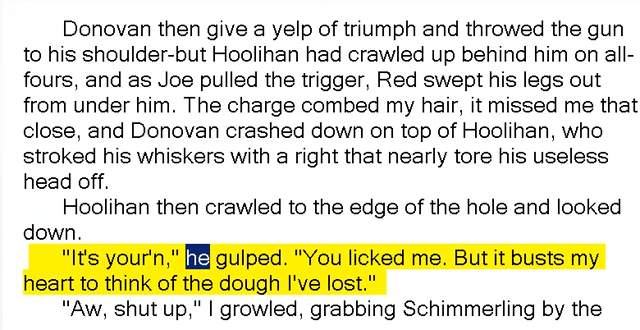 Donovan then give a yelp of triumph and throwed the gun
to his shoulder-but Hoolihan had crawled up behind him on all-
fours, and as Joe pulled the trigger, Red swept his legs out
from under him. The charge combed my hair, it missed me that
close, and Donovan crashed down on top of Hoolihan, who
stroked his whiskers with a right that nearly tore his useless
head off.
Hoolihan then crawled to the edge of the hole and looked
down.
"It's your'n," he gulped. "You licked me. But it busts my
heart to think of the dough I've lost."
"Aw, shut up," I growled, grabbing Schimmerling by the